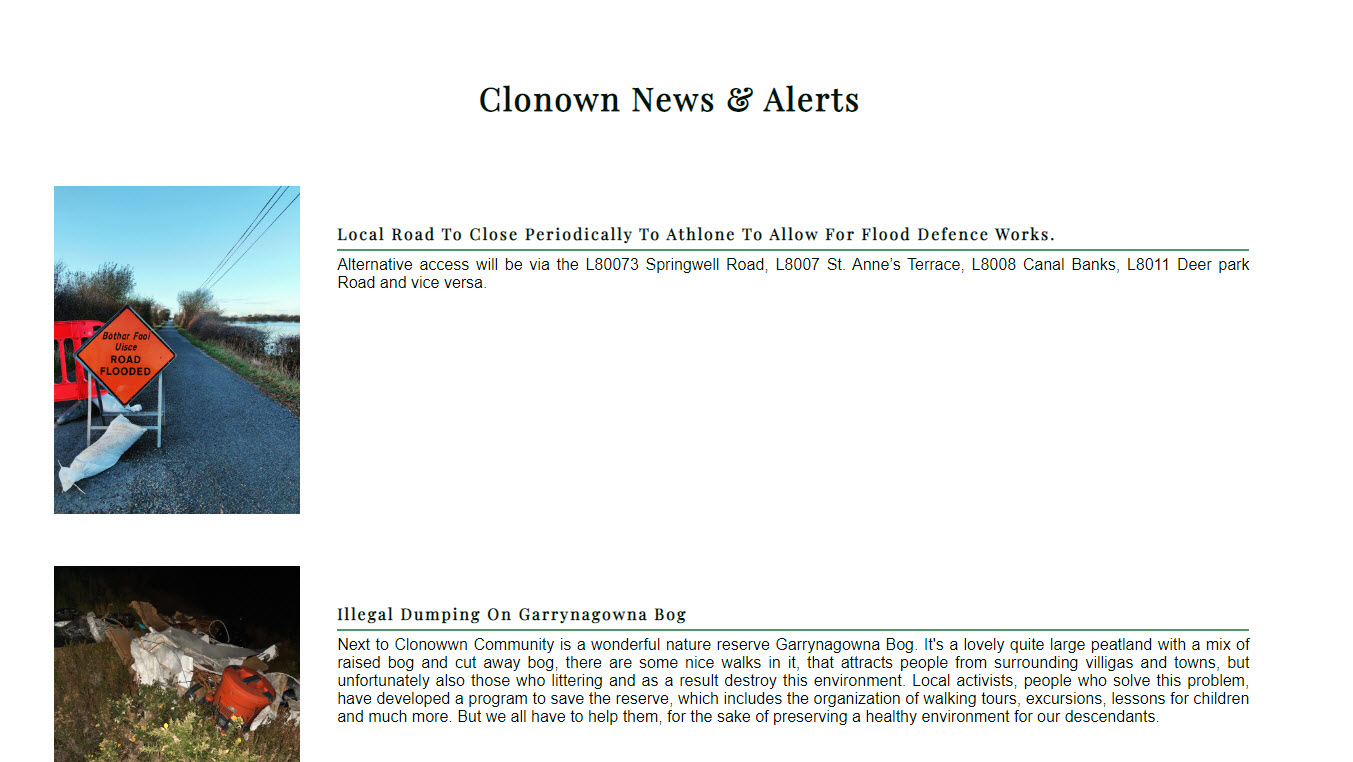 Clonown News & Alerts
Local Road To Close Periodically To Athlone To Allow For Flood Defence Works.
Alternative access will be via the L80073 Springwell Road, L8007 St. Anne’s Terrace, L8008 Canal Banks, L8011 Deer park
Road and vice versa.
Bothar Faoi
Uisce
ROAD
FLOODED
Illegal Dumping On Garrynagowna Bog
Next to Clonowwn Community is a wonderful nature reserve Garrynagowna Bog. It's a lovely quite large peatland with a mix of
raised bog and cut away bog, there are some nice walks in it, that attracts people from surrounding villigas and towns, but
unfortunately also those who littering and as a result destroy this environment. Local activists, people who solve this problem,
have developed a program to save the reserve, which includes the organization of walking tours, excursions, lessons for children
and much more. But we all have to help them, for the sake of preserving a healthy environment for our descendants.